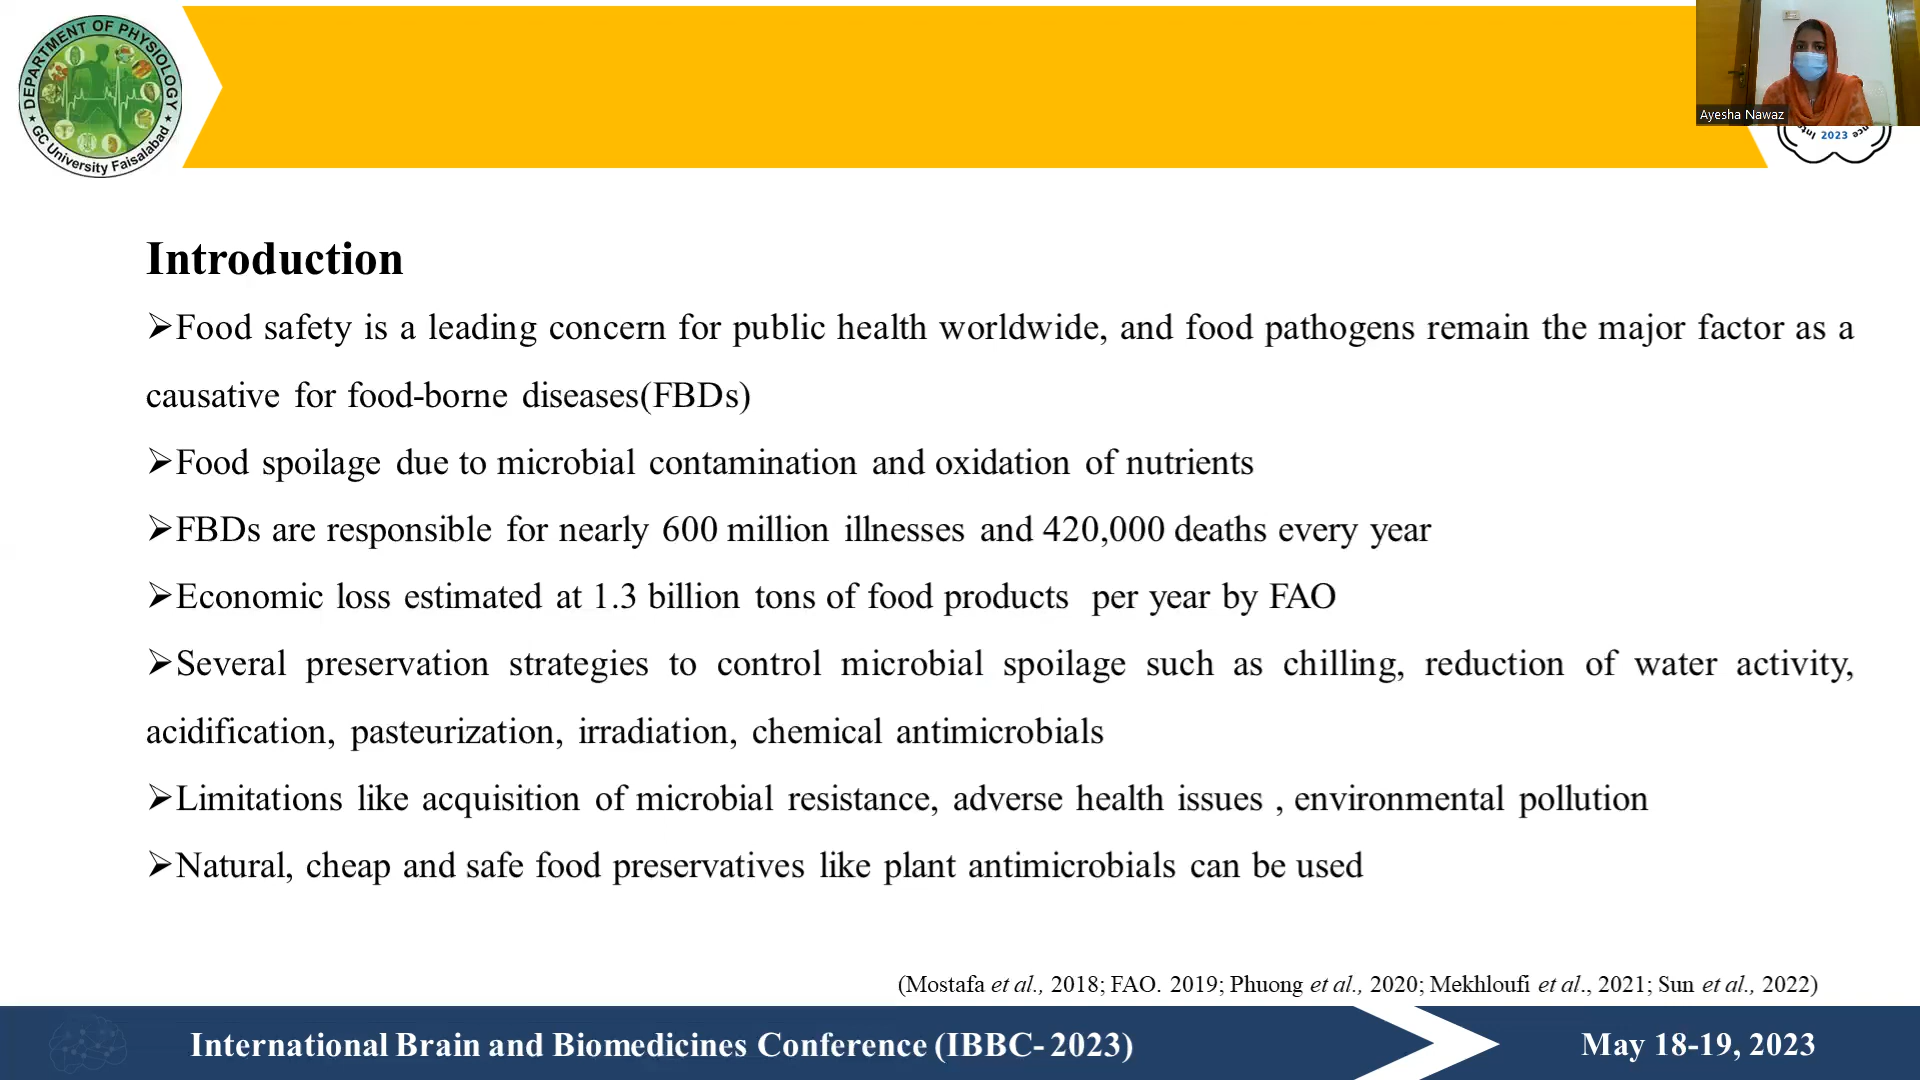 DEPARTMENT OF PHYSIOLOGY
GC University Faisalabad
Ayesha Nawaz
2023
Introduction
➢Food safety is a leading concern for public health worldwide, and food pathogens remain the major factor as a
causative for food-borne diseases(FBDs)
➢Food spoilage due to microbial contamination and oxidation of nutrients
➢FBDs are responsible for nearly 600 million illnesses and 420,000 deaths every year
➢Economic loss estimated at 1.3 billion tons of food products per year by FAO
➢Several preservation strategies to control microbial spoilage such as chilling, reduction of water activity,
acidification, pasteurization, irradiation, chemical antimicrobials
➢Limitations like acquisition of microbial resistance, adverse health issues , environmental pollution
➢Natural, cheap and safe food preservatives like plant antimicrobials can be used
(Mostafa et al., 2018; FAO. 2019; Phuong et al., 2020; Mekhloufi et al., 2021; Sun et al., 2022)
International Brain and Biomedicines Conference (IBBC- 2023)
May 18-19, 2023